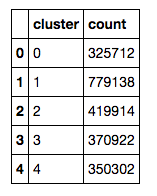 cluster count
0 0 325712
1 1 779138
2 2 419914
3 3 370922
4 4 350302